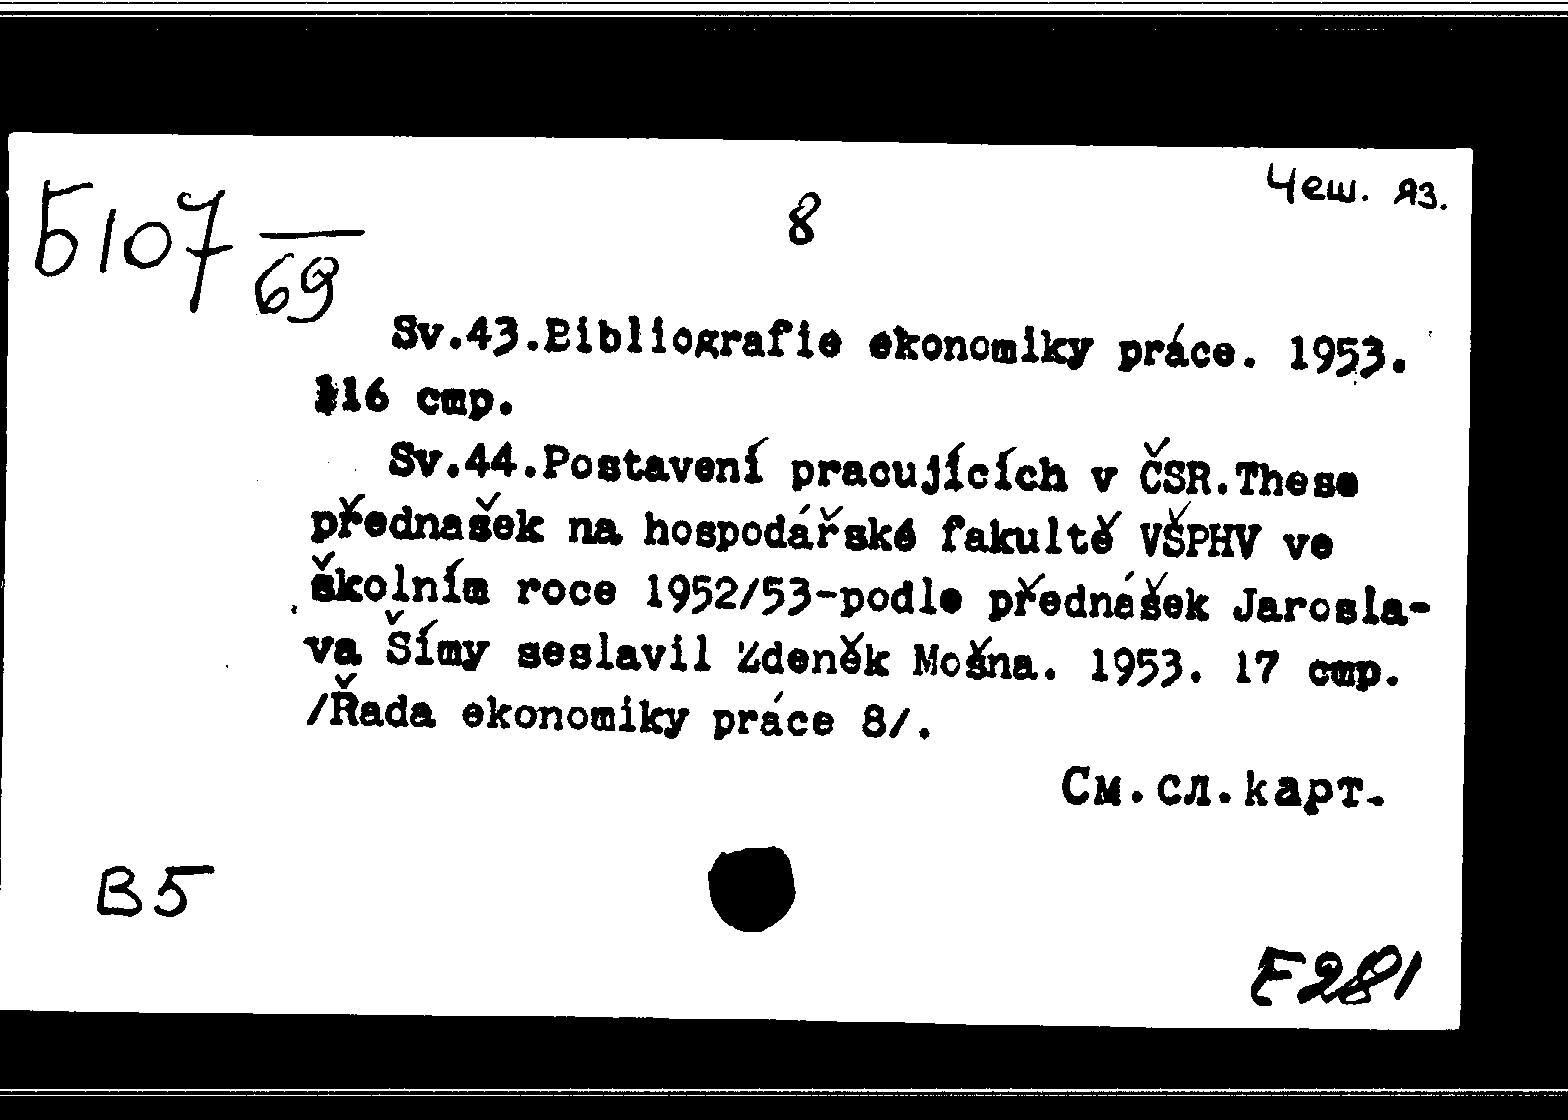 Чеш. яз.
Б107/69
8
Sv.43.Bibliografie ekonomiky práce. 1953.
116 стр.
Sv.44.Postavení pracujících v ČSR.These
přednašek na hospodářské fakultě VŠPHV ve
školním roce 1952/53-podle přednášek Jarosla-
va Šímy seslavil Zdeněk Mošna. 1953. 17 стр.
/Řada ekonomiky práce 8/.
См.сл.карт.
В5
E281